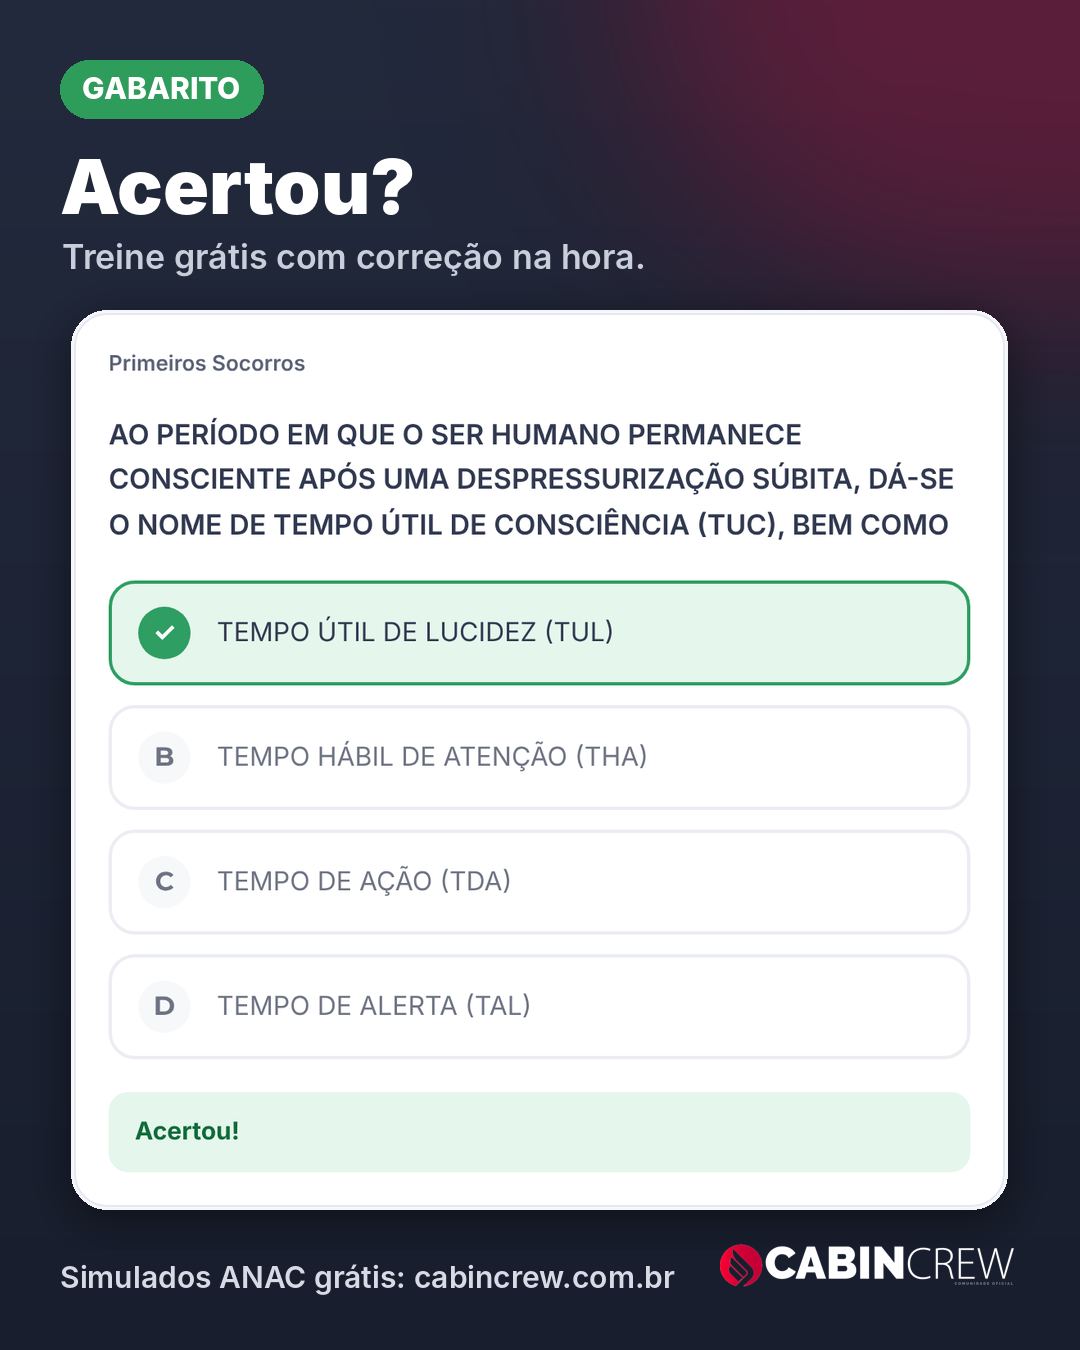 GABARITO
Acertou?
Treine grátis com correção na hora.
Primeiros Socorros
AO PERÍODO EM QUE O SER HUMANO PERMANECE
CONSCIENTE APÓS UMA DESPRESSURIZAÇÃO SÚBITA, DÁ-SE
O NOME DE TEMPO ÚTIL DE CONSCIÊNCIA (TUC), BEM COMO
TEMPO ÚTIL DE LUCIDEZ (TUL)
B TEMPO HÁBIL DE ATENÇÃO (THA)
C TEMPO DE AÇÃO (TDA)
D TEMPO DE ALERTA (TAL)
Acertou!
Simulados ANAC grátis: cabincrew.com.br
CABINCREW
COMUNIDADE OFICIAL